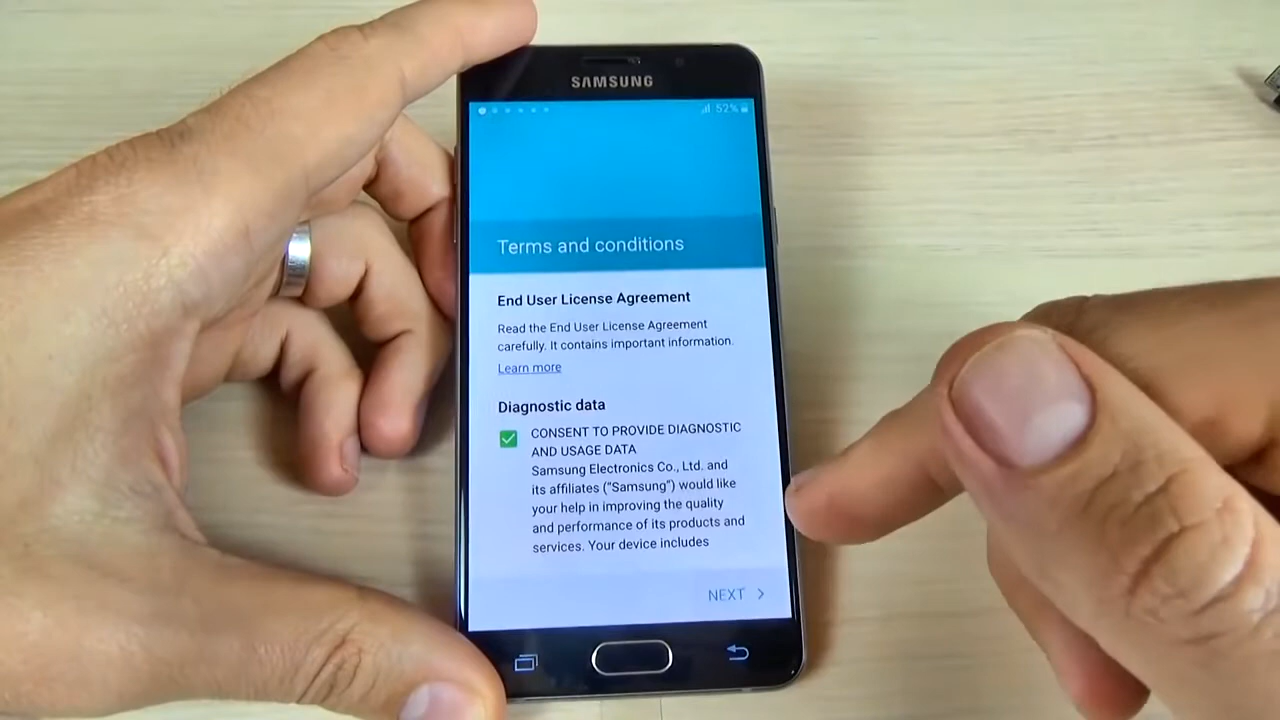 SAMSUNG
52%
Terms and conditions
End User License Agreement
Read the End User License Agreement
carefully. It contains important information.
Learn more
Diagnostic data
CONSENT TO PROVIDE DIAGNOSTIC
AND USAGE DATA
Samsung Electronics Co., Ltd. and
its affiliates ("Samsung") would like
your help in improving the quality
and performance of its products and
services. Your device includes
NEXT >